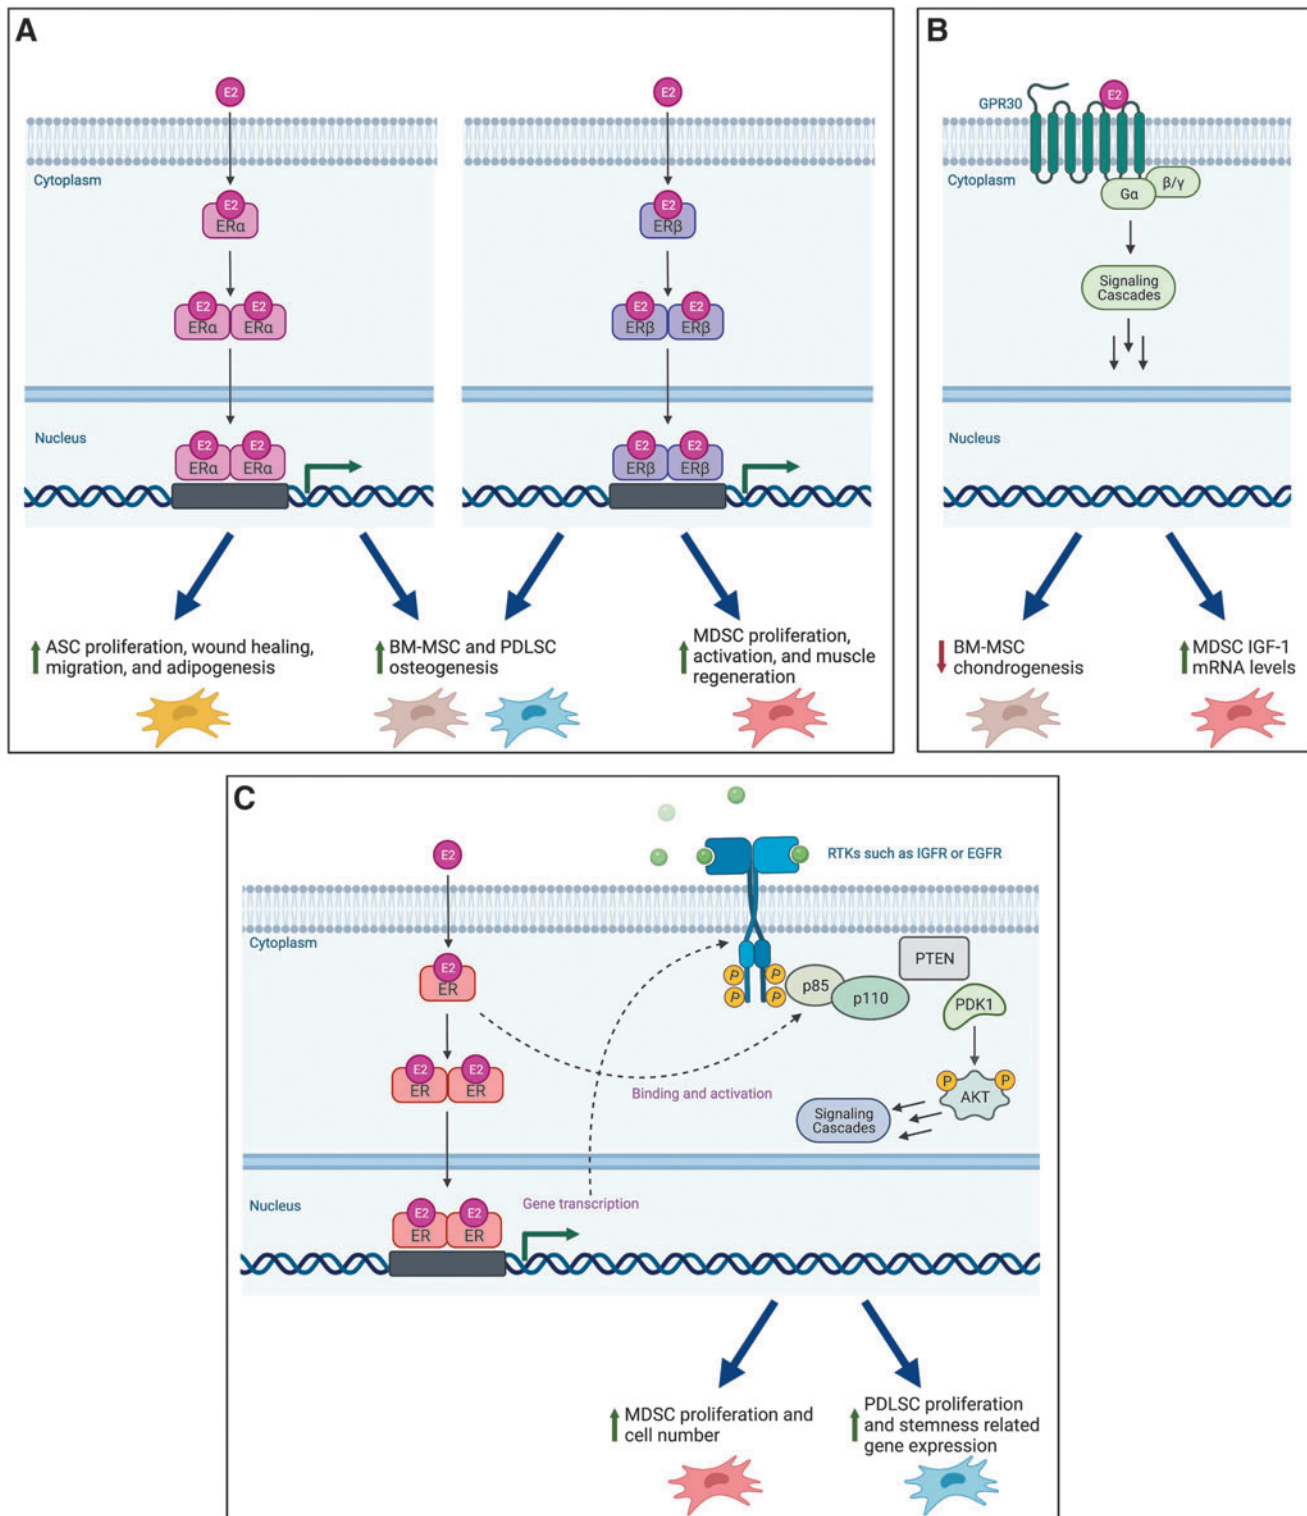 A
E2
E2
Cytoplasm
E2
ERα
E2
ERβ
E2
E2
ERα
ERα
E2
E2
ERβ
ERβ
Nucleus
E2
E2
ERα
ERα
E2
E2
ERβ
ERβ
ASC proliferation, wound healing,
migration, and adipogenesis
BM-MSC and PDLSC
osteogenesis
MDSC proliferation,
activation, and muscle
regeneration
B
GPR30
E2
Cytoplasm
Gα
β/γ
Signaling
Cascades
Nucleus
BM-MSC
chondrogenesis
MDSC IGF-1
mRNA levels
C
E2
RTKs such as IGFR or EGFR
Cytoplasm
E2
ER
P
P
P
P
p85
p110
PTEN
PDK1
E2
E2
ER
ER
Binding and activation
P
P
AKT
Signaling
Cascades
Nucleus
Gene transcription
E2
E2
ER
ER
MDSC proliferation and
cell number
PDLSC proliferation
and stemness related
gene expression